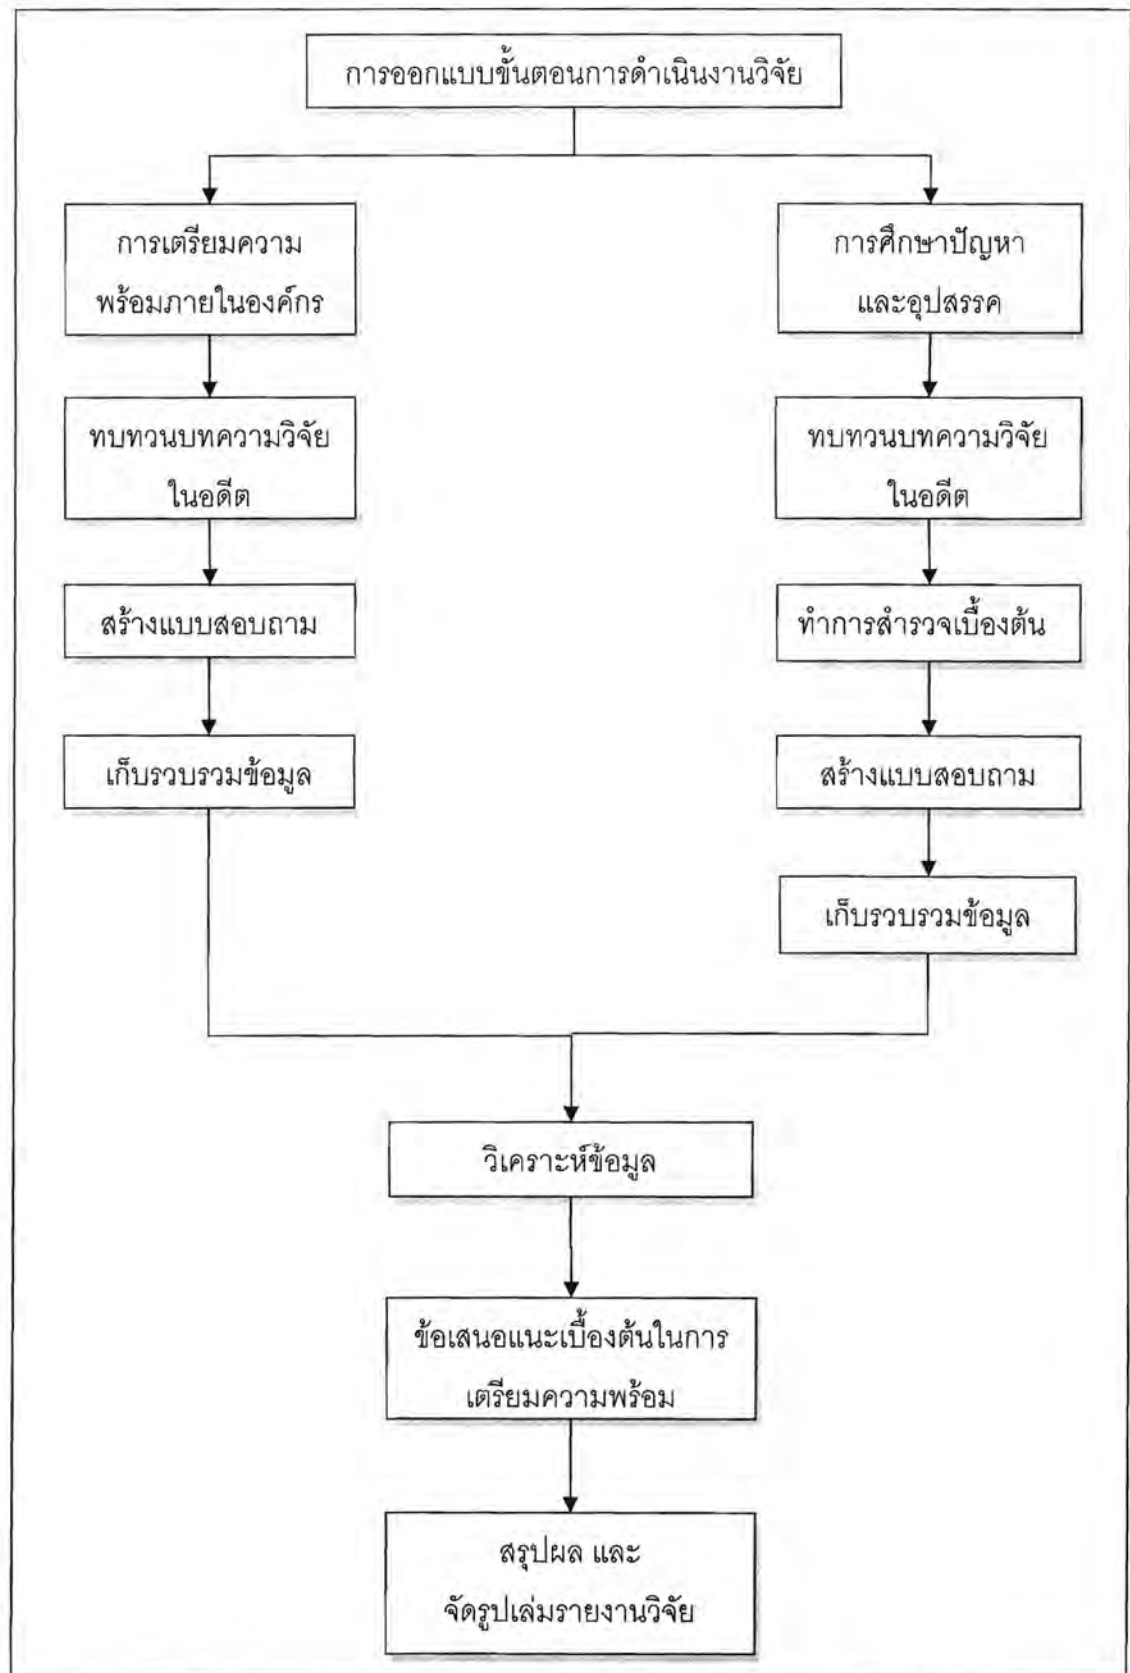 การออกแบบขั้นตอนการดำเนินงานวิจัย
การเตรียมความ
พร้อมภายในองค์กร
ทบทวนบทความวิจัย
ในอดีต
สร้างแบบสอบถาม
เก็บรวบรวมข้อมูล
การศึกษาปัญหา
และอุปสรรค
ทบทวนบทความวิจัย
ในอดีต
ทำการสำรวจเบื้องต้น
สร้างแบบสอบถาม
เก็บรวบรวมข้อมูล
วิเคราะห์ข้อมูล
ข้อเสนอแนะเบื้องต้นในการ
เตรียมความพร้อม
สรุปผล และ
จัดรูปเล่มรายงานวิจัย